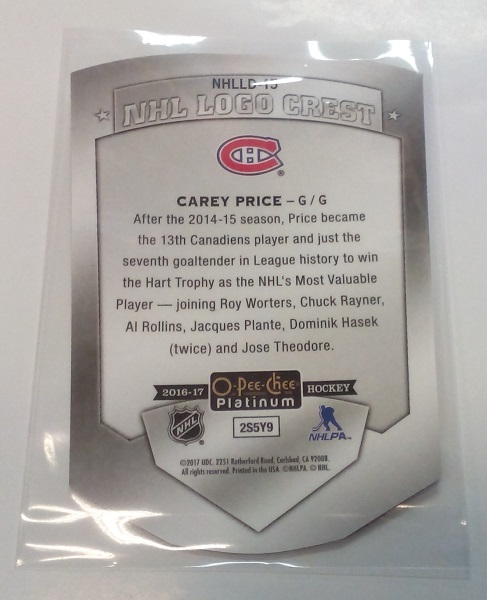 NHLLD-15
NHL LOGO CREST
CAREY PRICE – G / G
After the 2014-15 season, Price became
the 13th Canadiens player and just the
seventh goaltender in League history to win
the Hart Trophy as the NHL's Most Valuable
Player — joining Roy Worters, Chuck Rayner,
Al Rollins, Jacques Plante, Dominik Hasek
(twice) and Jose Theodore.
2016-17 O-Pee-Chee Platinum HOCKEY
NHL 2S5Y9 NHLPA™
©2017 UDC. 2251 Rutherford Road, Carlsbad, CA 92008.
All rights reserved. Printed in the USA. ©NHLPA. © NHL.